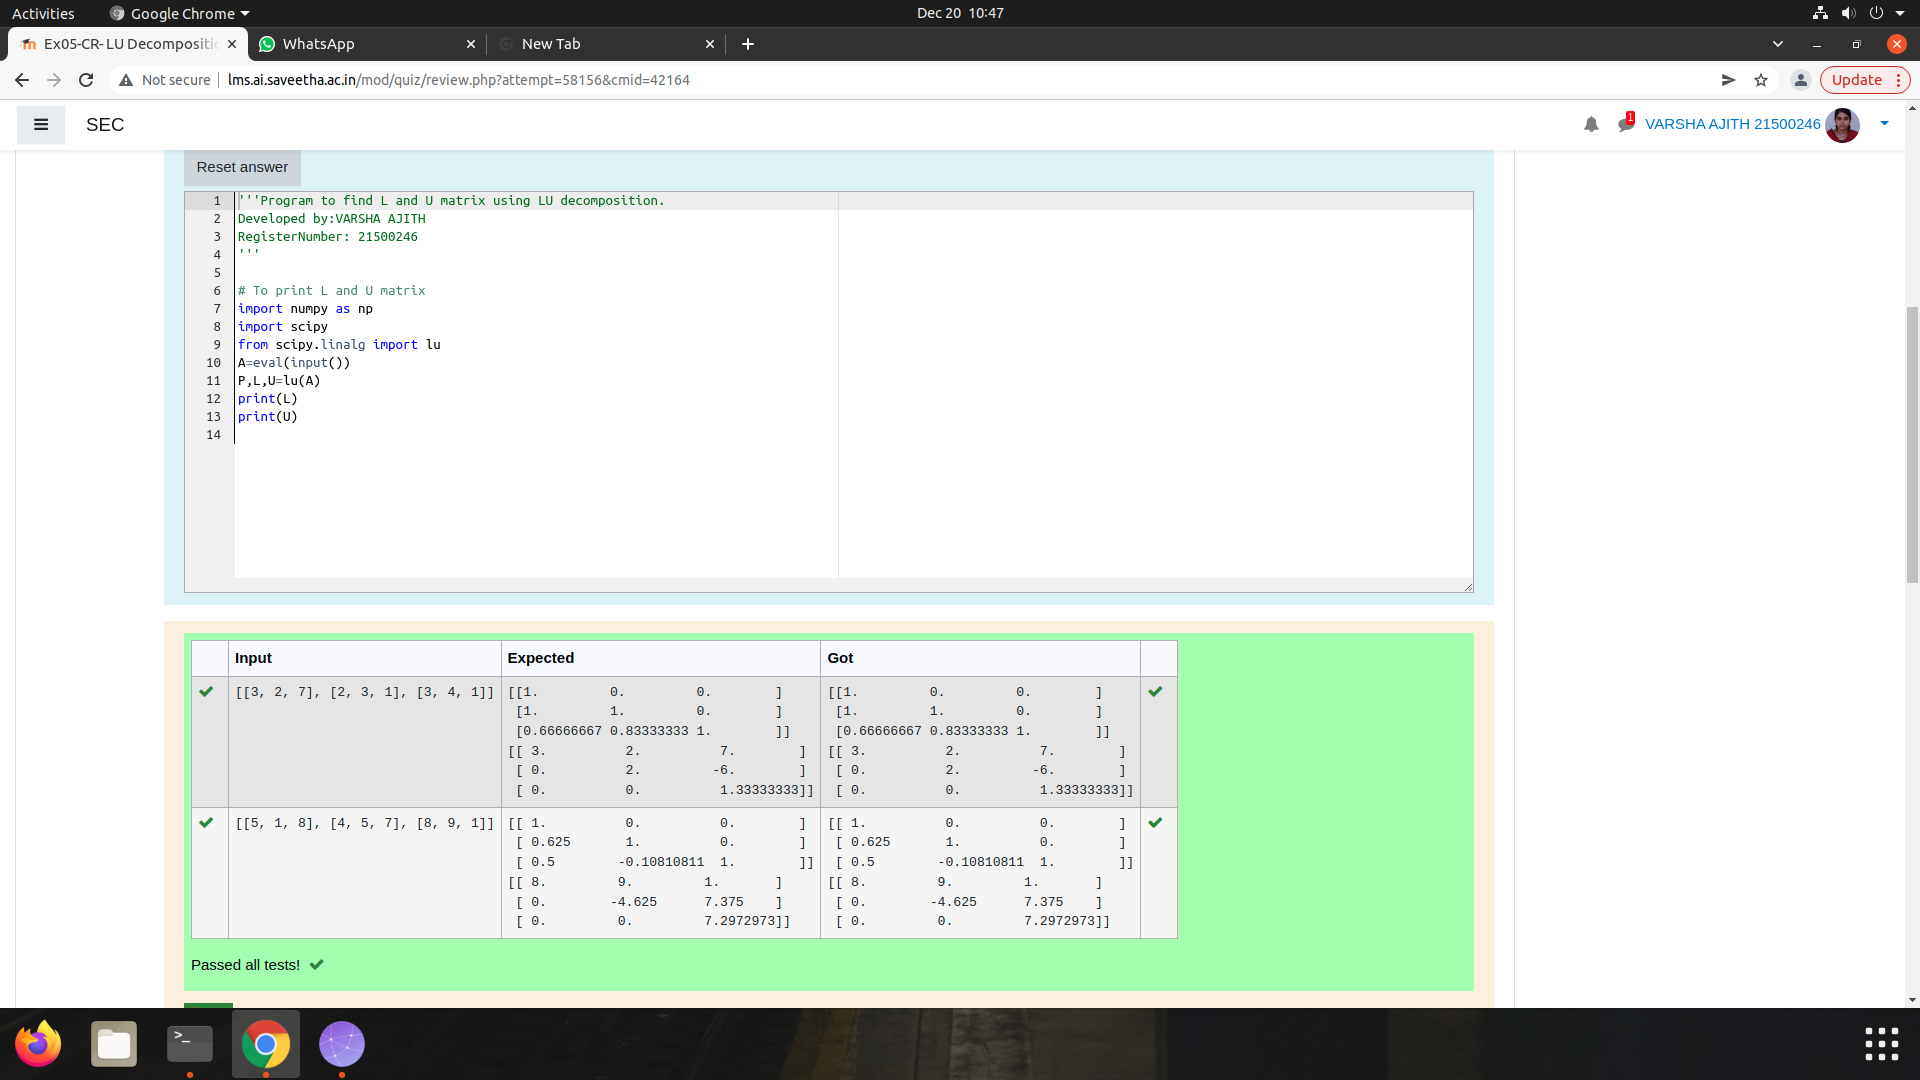 Activities Google Chrome Dec 20 10:47
Ex05-CR- LU Decompositi WhatsApp New Tab
Not secure lms.ai.saveetha.ac.in/mod/quiz/review.php?attempt=58156&cmid=42164 Update
SEC 1 VARSHA AJITH 21500246
Reset answer
1 '''Program to find L and U matrix using LU decomposition.
2 Developed by:VARSHA AJITH
3 RegisterNumber: 21500246
4 '''
5
6 # To print L and U matrix
7 import numpy as np
8 import scipy
9 from scipy.linalg import lu
10 A=eval(input())
11 P,L,U=lu(A)
12 print(L)
13 print(U)
14
Input Expected Got
[[3, 2, 7], [2, 3, 1], [3, 4, 1]] [[1. 0. 0. ] [[1. 0. 0. ]
[1. 1. 0. ] [1. 1. 0. ]
[0.66666667 0.83333333 1. ]] [0.66666667 0.83333333 1. ]]
[[ 3. 2. 7. ] [[ 3. 2. 7. ]
[ 0. 2. -6. ] [ 0. 2. -6. ]
[ 0. 0. 1.33333333]] [ 0. 0. 1.33333333]]
[[5, 1, 8], [4, 5, 7], [8, 9, 1]] [[ 1. 0. 0. ] [[ 1. 0. 0. ]
[ 0.625 1. 0. ] [ 0.625 1. 0. ]
[ 0.5 -0.10810811 1. ]] [ 0.5 -0.10810811 1. ]]
[[ 8. 9. 1. ] [[ 8. 9. 1. ]
[ 0. -4.625 7.375 ] [ 0. -4.625 7.375 ]
[ 0. 0. 7.2972973]] [ 0. 0. 7.2972973]]
Passed all tests!